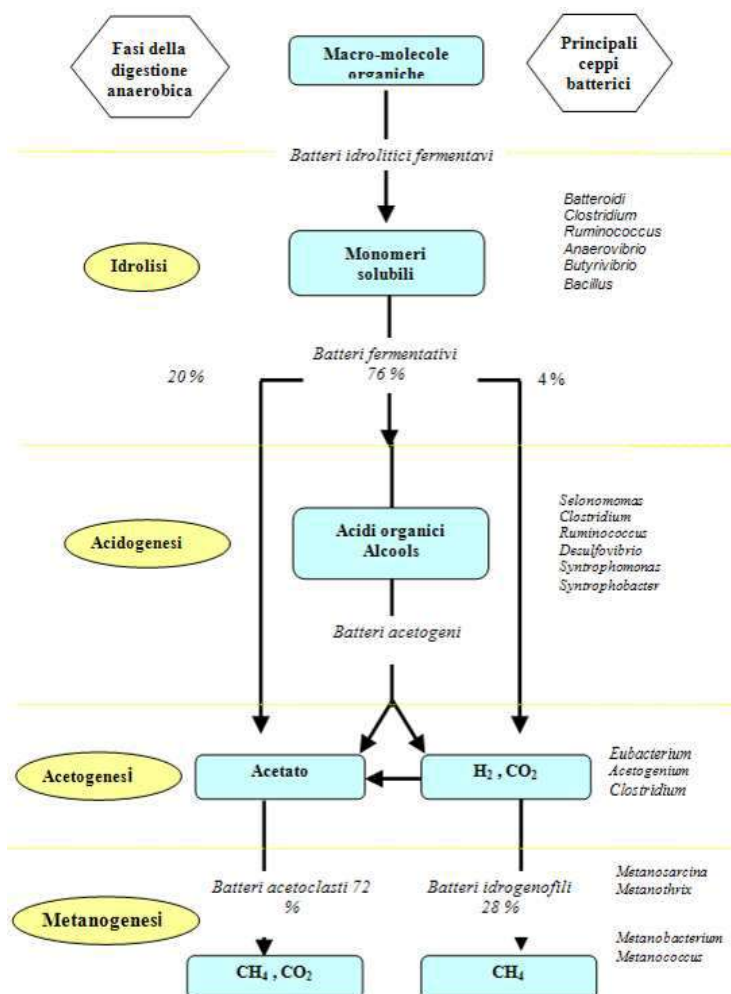 Fasi della
digestione
anaerobica
Macro-molecole
organiche
Principali
ceppi
batterici
Batteri idrolitici fermentavi
Batteroidi
Clostridium
Ruminococcus
Anaerovibrio
Butyrivibrio
Bacillus
Idrolisi
Monomeri
solubili
Batteri fermentativi
20 %
76 %
4 %
Acidogenesi
Acidi organici
Alcools
Selonomomas
Clostridium
Ruminococcus
Desulfovibrio
Syntrophomonas
Syntrophobacter
Batteri acetogeni
Acetogenesi
Acetato
H₂ , CO₂
Eubacterium
Acetogenium
Clostridium
Metanogenesi
Batteri acetoclasti 72
%
Batteri idrogenofili
28 %
Metanosarcina
Metanothrix
Metanobacterium
Metanococcus
CH₄ , CO₂
CH₄